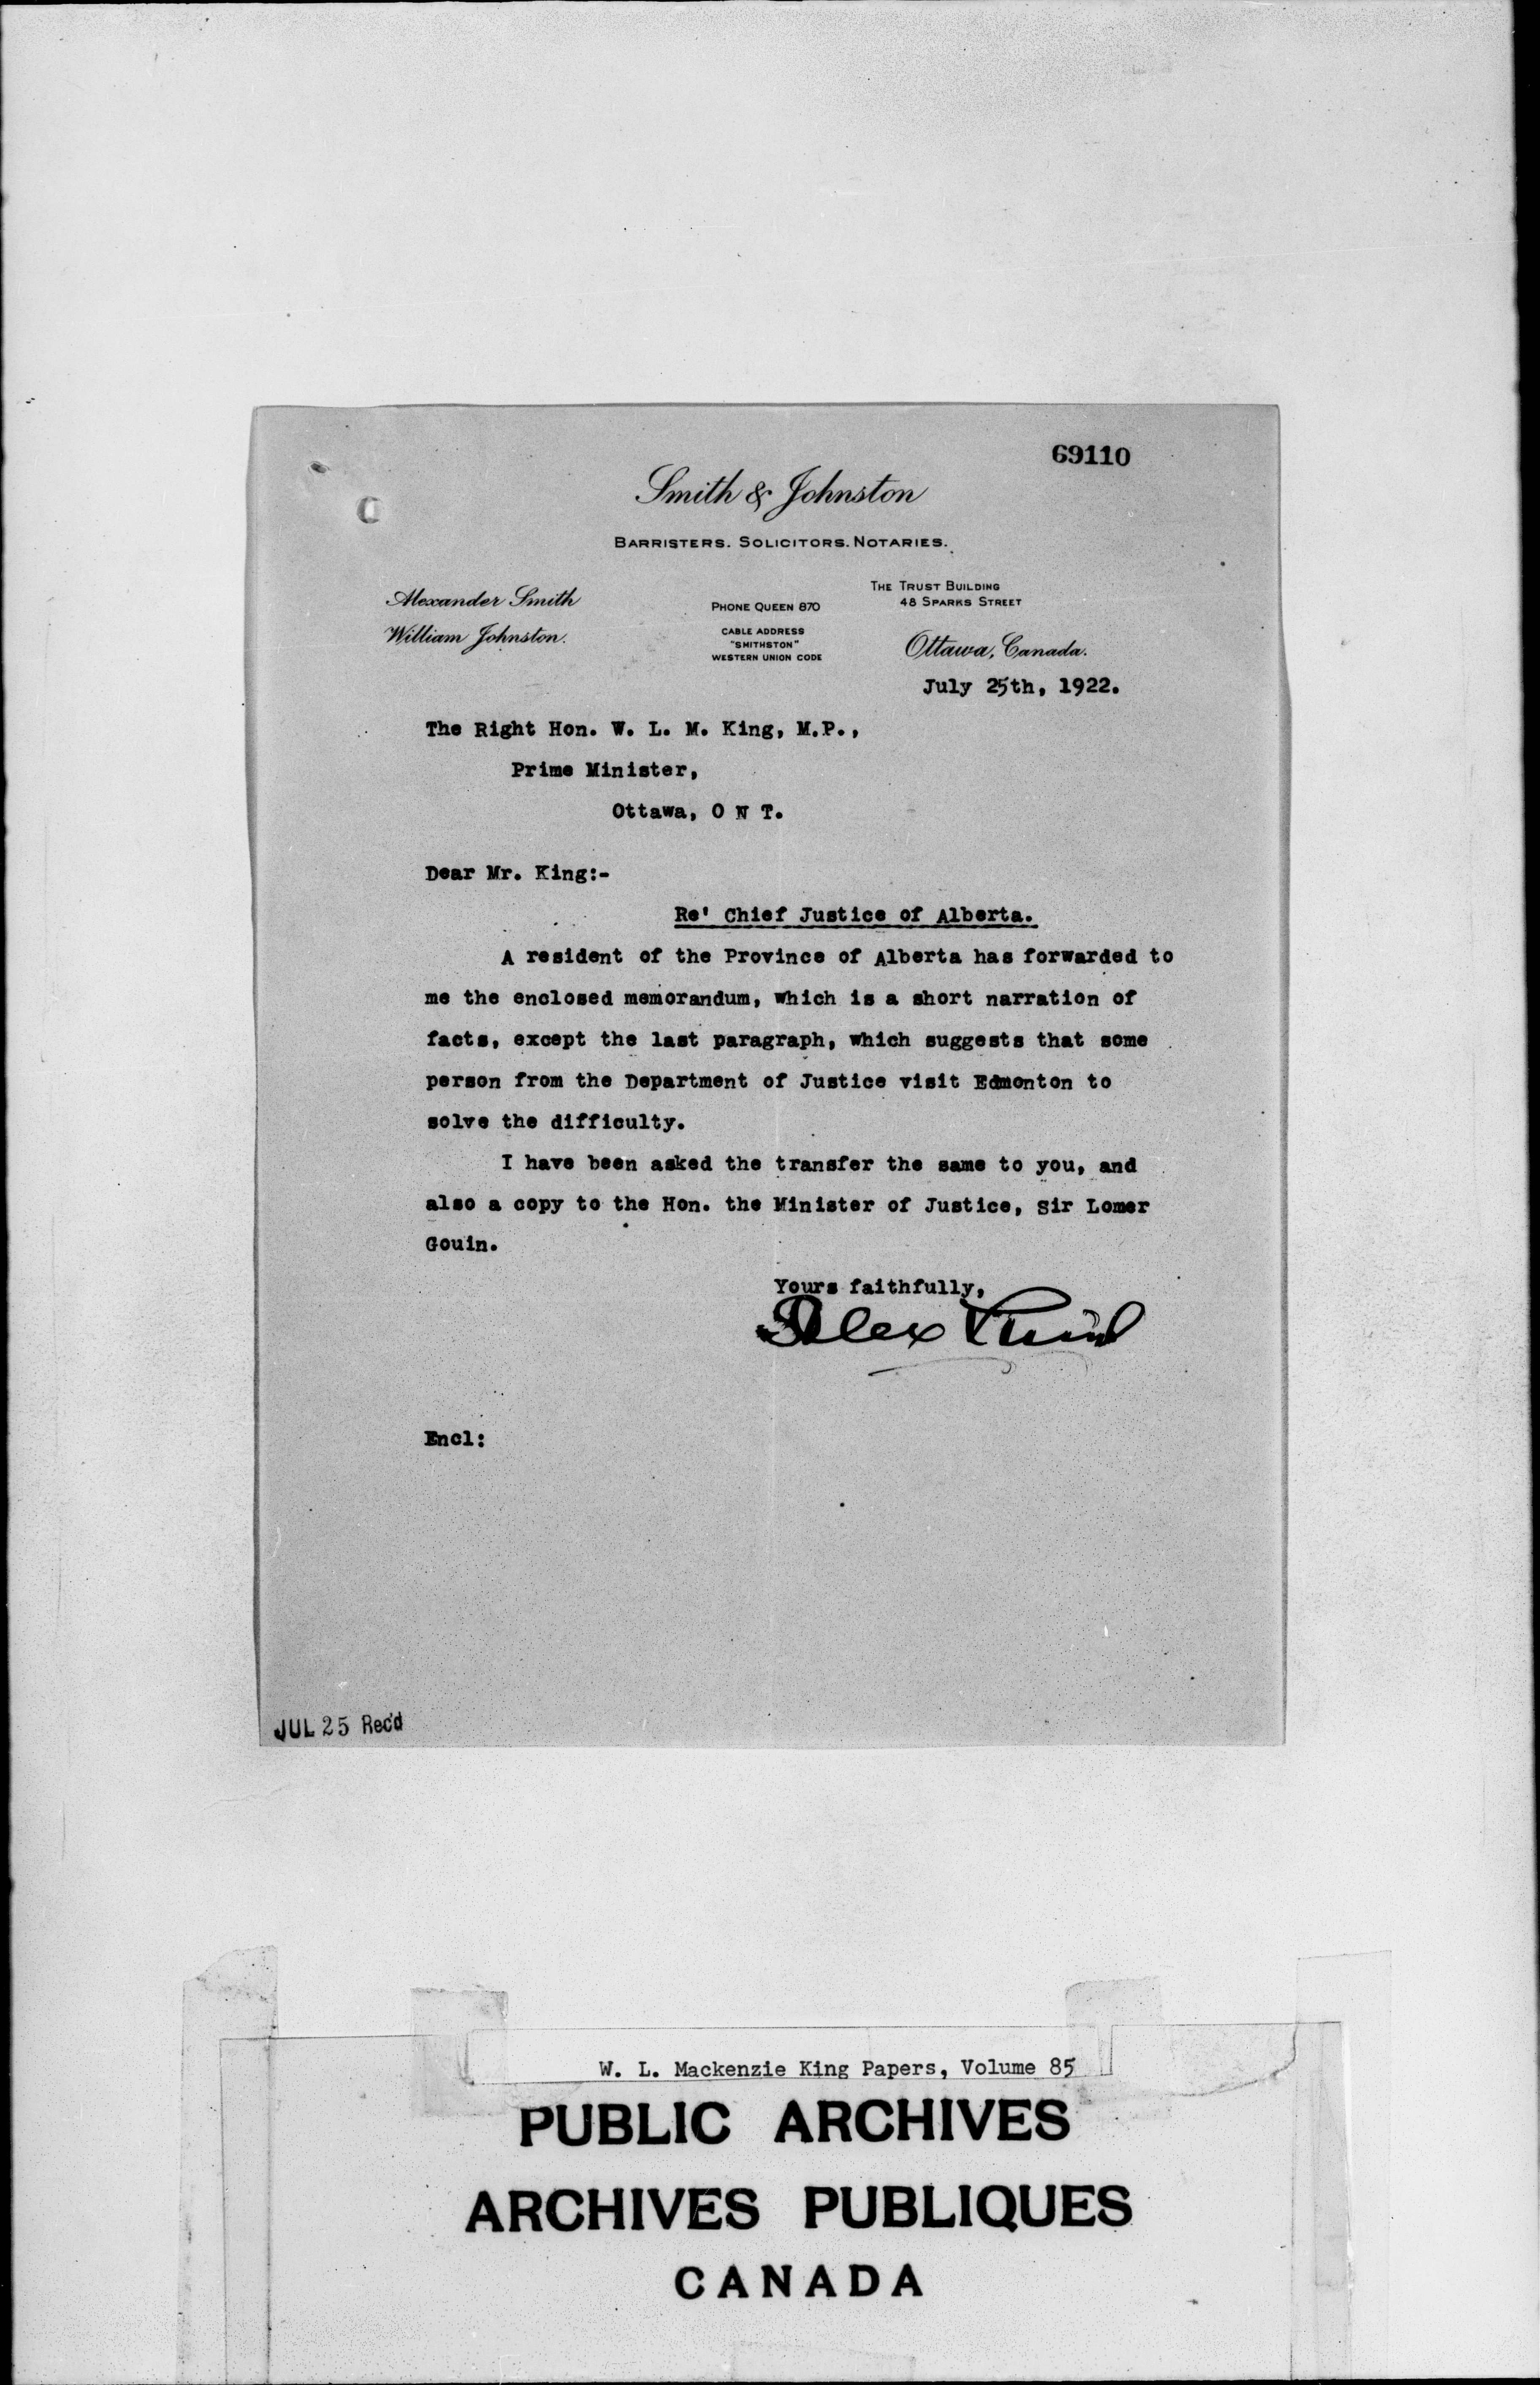 69110
Smith & Johnston
BARRISTERS. SOLICITORS. NOTARIES.
Alexander Smith
William Johnston.
PHONE QUEEN 870
CABLE ADDRESS
"SMITHSTON"
WESTERN UNION CODE
THE TRUST BUILDING
48 SPARKS STREET
Ottawa, Canada.
July 25th, 1922.
The Right Hon. W. L. M. King, M.P.,
Prime Minister,
Ottawa, O N T.
Dear Mr. King:-
Re' Chief Justice of Alberta.
A resident of the Province of Alberta has forwarded to
me the enclosed memorandum, which is a short narration of
facts, except the last paragraph, which suggests that some
person from the Department of Justice visit Edmonton to
solve the difficulty.
I have been asked the transfer the same to you, and
also a copy to the Hon. the Minister of Justice, Sir Lomer
Gouin.
Yours faithfully,
Alex Smith
Encl:
JUL 25 Rec'd
W. L. Mackenzie King Papers, Volume 85
PUBLIC ARCHIVES
ARCHIVES PUBLIQUES
CANADA